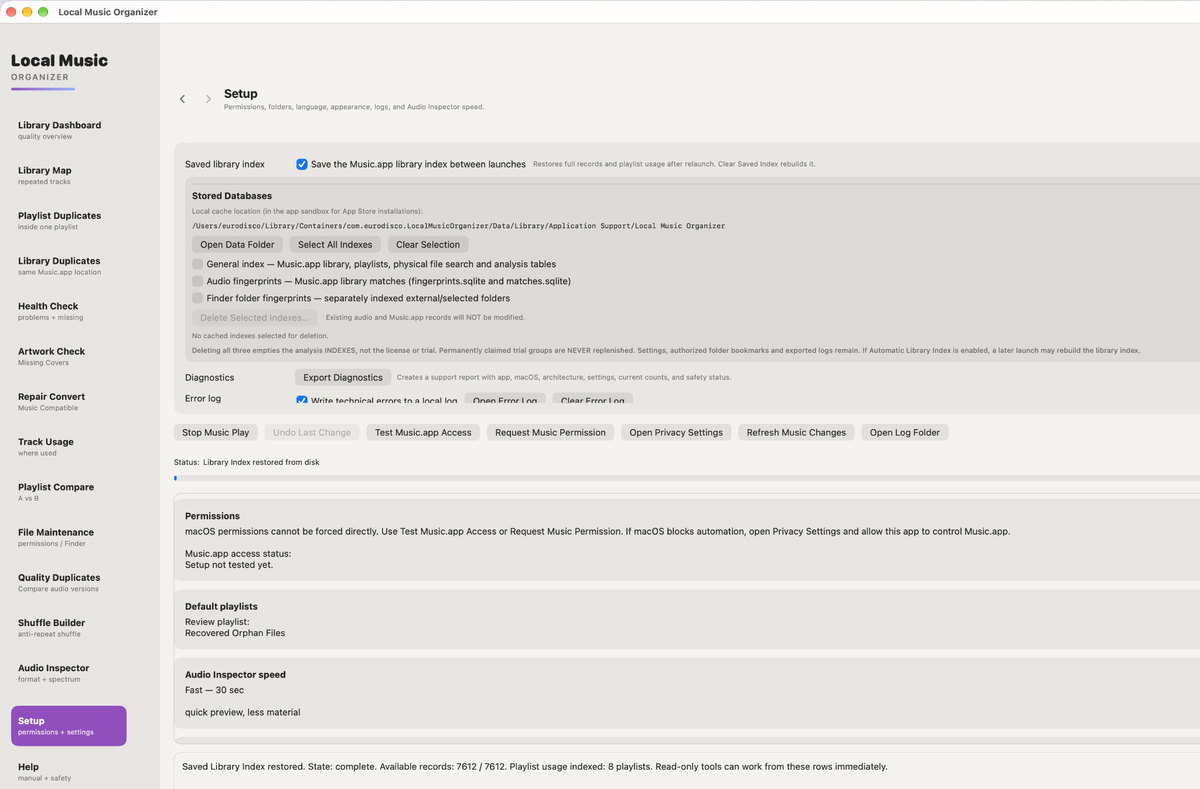 Local Music Organizer
Local Music
ORGANIZER
Library Dashboard
quality overview
Library Map
repeated tracks
Playlist Duplicates
inside one playlist
Library Duplicates
same Music.app location
Health Check
problems + missing
Artwork Check
Missing Covers
Repair Convert
Music Compatible
Track Usage
where used
Playlist Compare
A vs B
File Maintenance
permissions / Finder
Quality Duplicates
Compare audio versions
Shuffle Builder
anti-repeat shuffle
Audio Inspector
format + spectrum
Setup
permissions + settings
Help
manual + safety
Setup
Permissions, folders, language, appearance, logs, and Audio Inspector speed.
Saved library index Save the Music.app library index between launches Restores full records and playlist usage after relaunch. Clear Saved Index rebuilds it.
Stored Databases
Local cache location (in the app sandbox for App Store installations):
/Users/eurodisco/Library/Containers/com.eurodisco.LocalMusicOrganizer/Data/Library/Application Support/Local Music Organizer
Open Data Folder Select All Indexes Clear Selection
General index — Music.app library, playlists, physical file search and analysis tables
Audio fingerprints — Music.app library matches (fingerprints.sqlite and matches.sqlite)
Finder folder fingerprints — separately indexed external/selected folders
Delete Selected Indexes... Existing audio and Music.app records will NOT be modified.
No cached indexes selected for deletion.
Deleting all three empties the analysis INDEXES, not the license or trial. Permanently claimed trial groups are NEVER replenished. Settings, authorized folder bookmarks and exported logs remain. If Automatic Library Index is enabled, a later launch may rebuild the library index.
Diagnostics Export Diagnostics Creates a support report with app, macOS, architecture, settings, current counts, and safety status.
Error log Write technical errors to a local log Open Error Log Clear Error Log
Stop Music Play Undo Last Change Test Music.app Access Request Music Permission Open Privacy Settings Refresh Music Changes Open Log Folder
Status: Library Index restored from disk
Permissions
macOS permissions cannot be forced directly. Use Test Music.app Access or Request Music Permission. If macOS blocks automation, open Privacy Settings and allow this app to control Music.app.
Music.app access status:
Setup not tested yet.
Default playlists
Review playlist:
Recovered Orphan Files
Audio Inspector speed
Fast — 30 sec
quick preview, less material
Saved Library Index restored. State: complete. Available records: 7612 / 7612. Playlist usage indexed: 8 playlists. Read-only tools can work from these rows immediately.